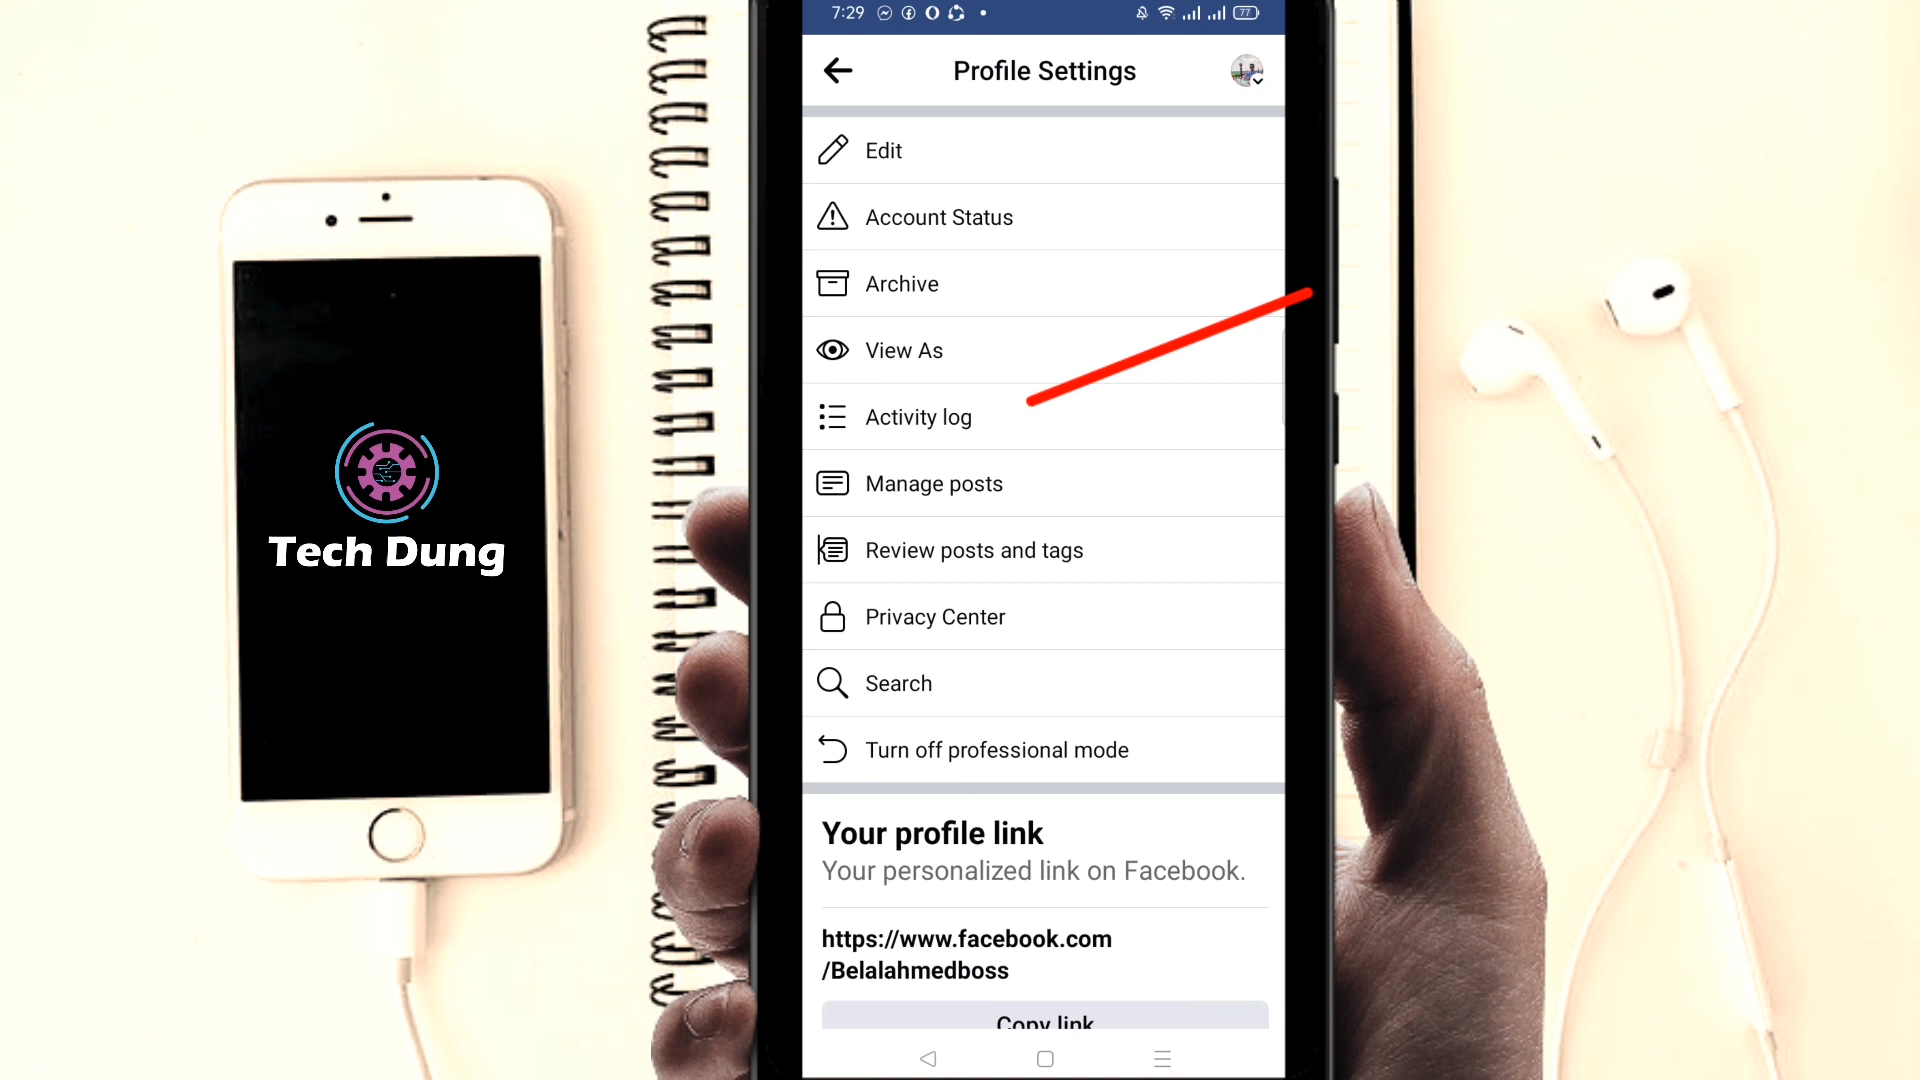 7:29
77
Profile Settings
Edit
Account Status
Archive
View As
Activity log
Manage posts
Review posts and tags
Privacy Center
Search
Turn off professional mode
Your profile link
Your personalized link on Facebook.
https://www.facebook.com
/Belalahmedboss
Copy link
Tech Dung